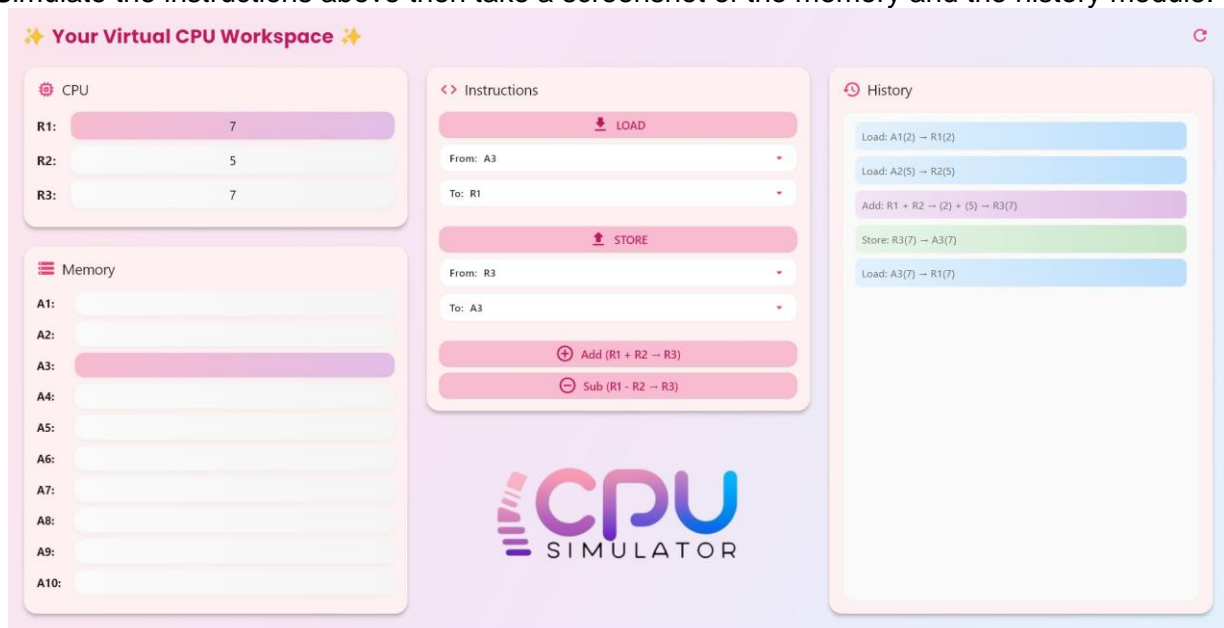 Simulate the instructions above then take a screenshot of the memory and the history module.
✨ Your Virtual CPU Workspace ✨
CPU
R1: 7
R2: 5
R3: 7
Memory
A1:
A2:
A3:
A4:
A5:
A6:
A7:
A8:
A9:
A10:
<> Instructions
LOAD
From: A3
To: R1
STORE
From: R3
To: A3
Add (R1 + R2 → R3)
Sub (R1 - R2 → R3)
CPU
SIMULATOR
History
Load: A1(2) → R1(2)
Load: A2(5) → R2(5)
Add: R1 + R2 → (2) + (5) → R3(7)
Store: R3(7) → A3(7)
Load: A3(7) → R1(7)